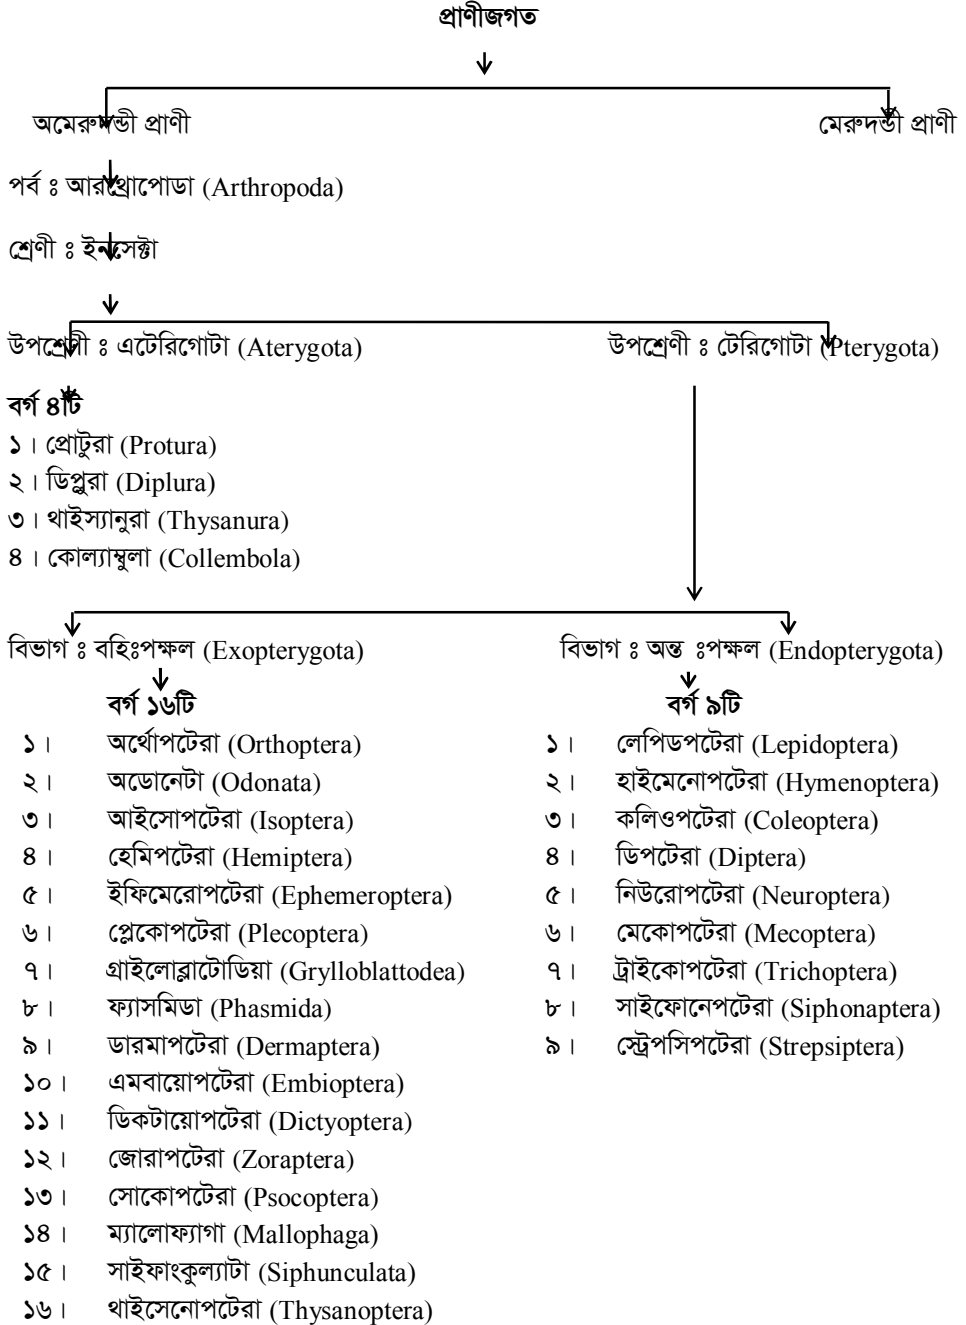 প্রাণীজগত
অমেরুদন্ডী প্রাণী মেরুদন্ডী প্রাণী
পর্ব ঃ আরথ্রোপোডা (Arthropoda)
শ্রেণী ঃ ইনসেক্টা
উপশ্রেণী ঃ এটেরিগোটা (Aterygota) উপশ্রেণী ঃ টেরিগোটা (Pterygota)
বর্গ ৪টি
১। প্রোটুরা (Protura)
২। ডিপ্লুরা (Diplura)
৩। থাইস্যানুরা (Thysanura)
৪। কোল্যাম্বুলা (Collembola)
বিভাগ ঃ বহিঃপক্ষল (Exopterygota) বিভাগ ঃ অন্ত ঃপক্ষল (Endopterygota)
বর্গ ১৬টি বর্গ ৯টি
১। অর্থোপটেরা (Orthoptera) ১। লেপিডপটেরা (Lepidoptera)
২। অডোনেটা (Odonata) ২। হাইমেনোপটেরা (Hymenoptera)
৩। আইসোপটেরা (Isoptera) ৩। কলিওপটেরা (Coleoptera)
৪। হেমিপটেরা (Hemiptera) ৪। ডিপটেরা (Diptera)
৫। ইফিমেরোপটেরা (Ephemeroptera) ৫। নিউরোপটেরা (Neuroptera)
৬। প্লেকোপটেরা (Plecoptera) ৬। মেকোপটেরা (Mecoptera)
৭। গ্রাইলোব্লাটোডিয়া (Grylloblattodea) ৭। ট্রাইকোপটেরা (Trichoptera)
৮। ফ্যাসমিডা (Phasmida) ৮। সাইফোনেপটেরা (Siphonaptera)
৯। ডারমাপটেরা (Dermaptera) ৯। স্ট্রেপসিপটেরা (Strepsiptera)
১০। এমবায়োপটেরা (Embioptera)
১১। ডিকটায়োপটেরা (Dictyoptera)
১২। জোরাপটেরা (Zoraptera)
১৩। সোকোপটেরা (Psocoptera)
১৪। ম্যালোফ্যাগা (Mallophaga)
১৫। সাইফাংকুল্যাটা (Siphunculata)
১৬। থাইসেনোপটেরা (Thysanoptera)